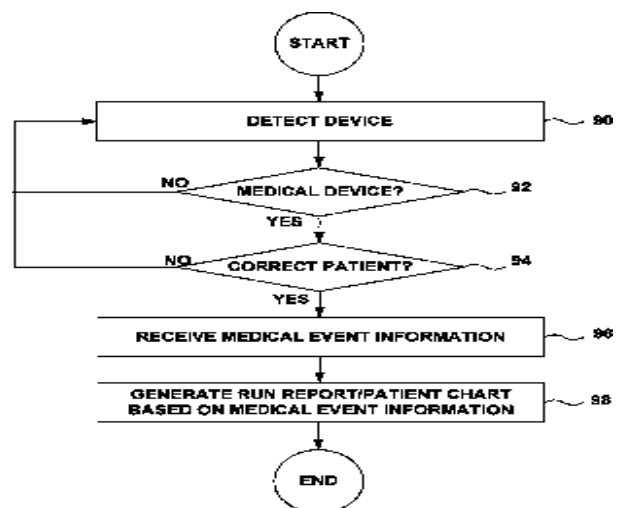 START
DETECT DEVICE
90
NO
MEDICAL DEVICE?
92
YES
NO
CORRECT PATIENT?
94
YES
RECEIVE MEDICAL EVENT INFORMATION
96
GENERATE RUN REPORT/PATIENT CHART
BASED ON MEDICAL EVENT INFORMATION
98
END